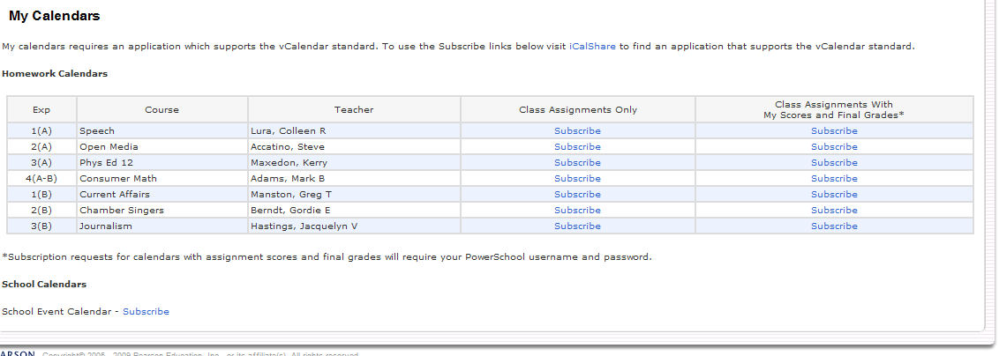 My Calendars
My calendars requires an application which supports the vCalendar standard. To use the Subscribe links below visit iCalShare to find an application that supports the vCalendar standard.
Homework Calendars
Exp Course Teacher Class Assignments Only Class Assignments With
My Scores and Final Grades*
1(A) Speech Lura, Colleen R Subscribe Subscribe
2(A) Open Media Accatino, Steve Subscribe Subscribe
3(A) Phys Ed 12 Maxedon, Kerry Subscribe Subscribe
4(A-B) Consumer Math Adams, Mark B Subscribe Subscribe
1(B) Current Affairs Manston, Greg T Subscribe Subscribe
2(B) Chamber Singers Berndt, Gordie E Subscribe Subscribe
3(B) Journalism Hastings, Jacquelyn V Subscribe Subscribe
*Subscription requests for calendars with assignment scores and final grades will require your PowerSchool username and password.
School Calendars
School Event Calendar - Subscribe
ARSON Copyright© 2005 - 2009 Pearson Education, Inc., or its affiliate(s). All rights reserved.